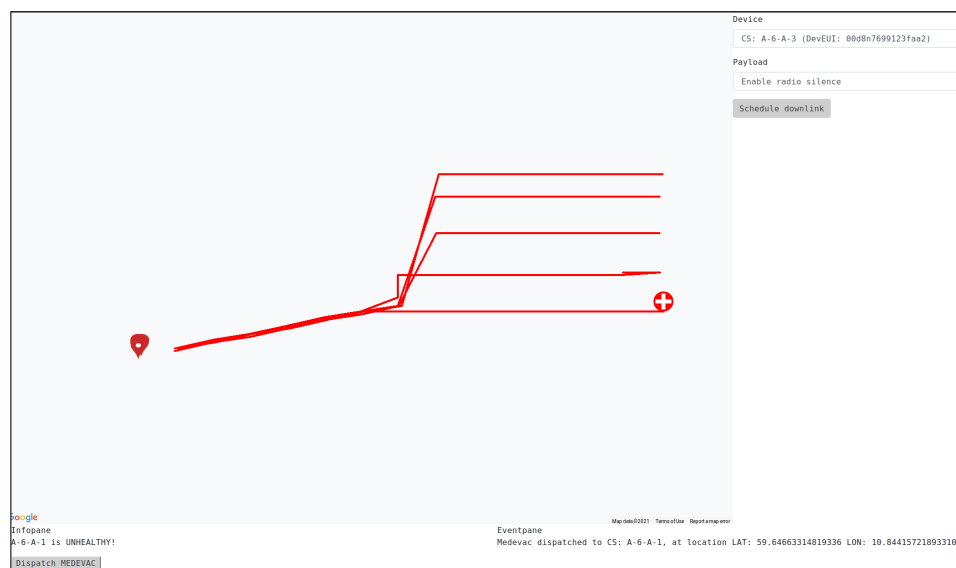 Device
CS: A-6-A-3 (DevEUI: 00d8n7699123faa2)
Payload
Enable radio silence
Schedule downlink
Google
Map data ©2021 Terms of Use Report a map error
Infopane
A-6-A-1 is UNHEALTHY!
Dispatch MEDEVAC
Eventpane
Medevac dispatched to CS: A-6-A-1, at location LAT: 59.64663314819336 LON: 10.84415721893310